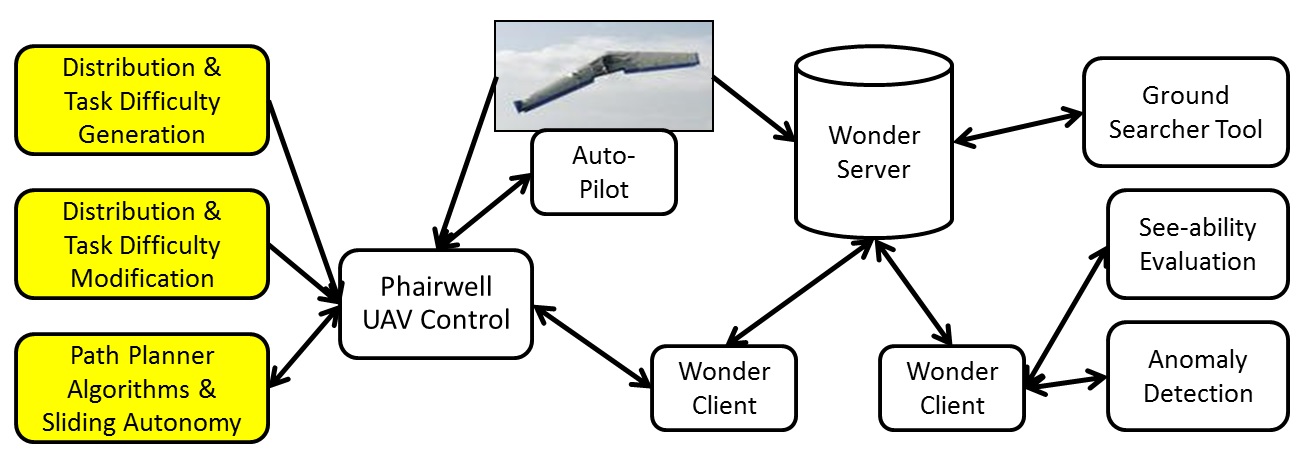 Distribution &
Task Difficulty
Generation
Distribution &
Task Difficulty
Modification
Path Planner
Algorithms &
Sliding Autonomy
Auto-
Pilot
Phairwell
UAV Control
Wonder
Server
Wonder
Client
Wonder
Client
Ground
Searcher Tool
See-ability
Evaluation
Anomaly
Detection